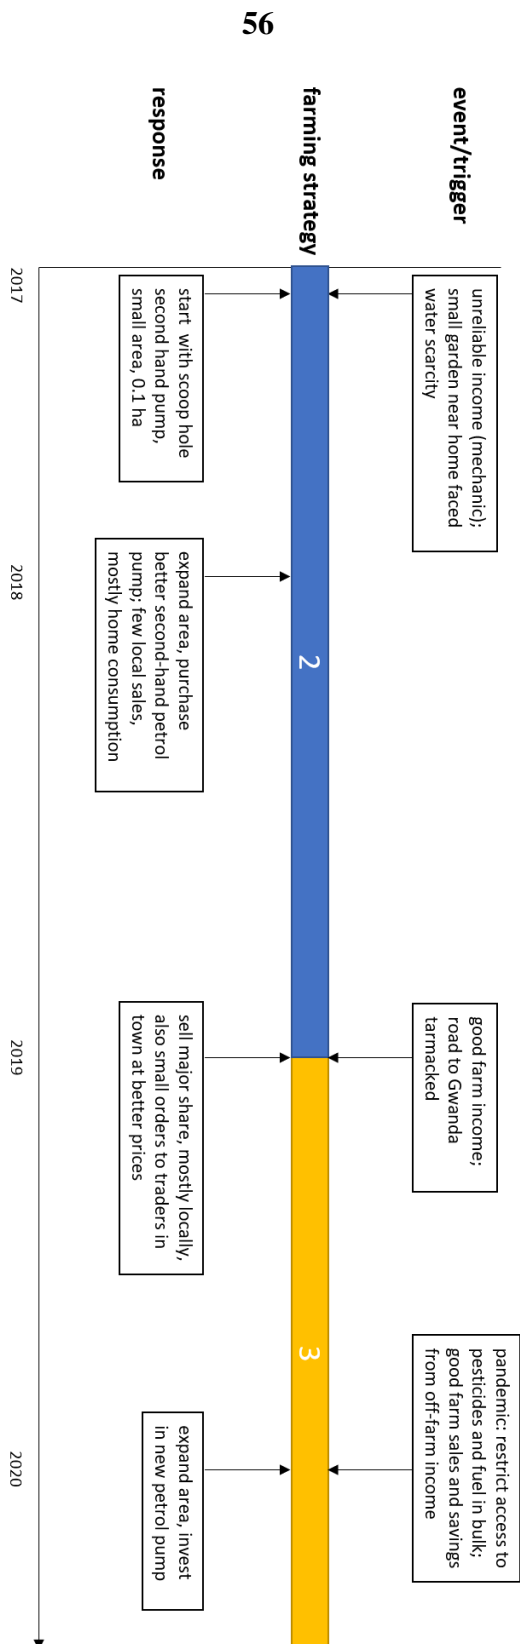 56
event/trigger
unreliable income (mechanic);
small garden near home faced
water scarcity
good farm income;
road to Gwanda
tarmacked
pandemic: restrict access to
pesticides and fuel in bulk;
good farm sales and savings
from off-farm income
farming strategy
2
3
response
start with scoop hole
second hand pump,
small area, 0.1 ha
expand area, purchase
better second-hand petrol
pump; few local sales,
mostly home consumption
sell major share, mostly locally,
also small orders to traders in
town at better prices
expand area, invest
in new petrol pump
2017
2018
2019
2020